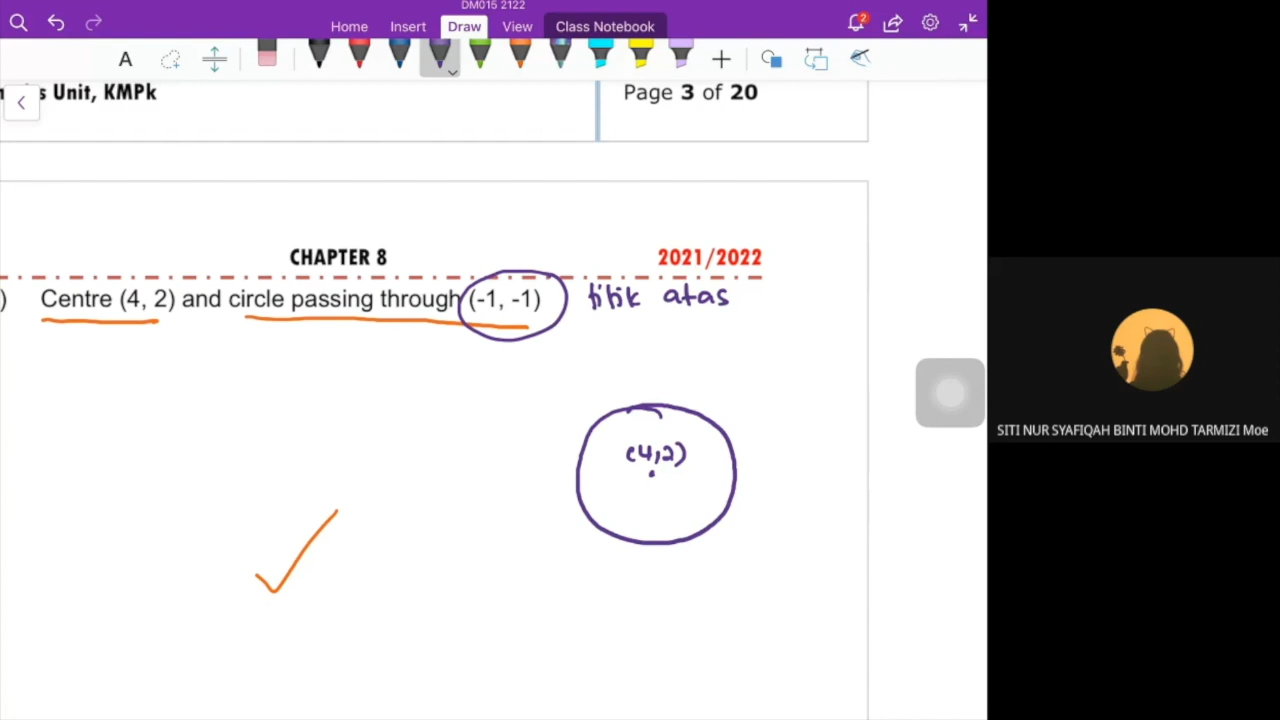 DM015 2122
Home Insert Draw View Class Notebook
2
A
s Unit, KMPk
Page 3 of 20
CHAPTER 8
2021/2022
) Centre (4, 2) and circle passing through (-1, -1) titik atas
(4,2)
SITI NUR SYAFIQAH BINTI MOHD TARMIZI Moe